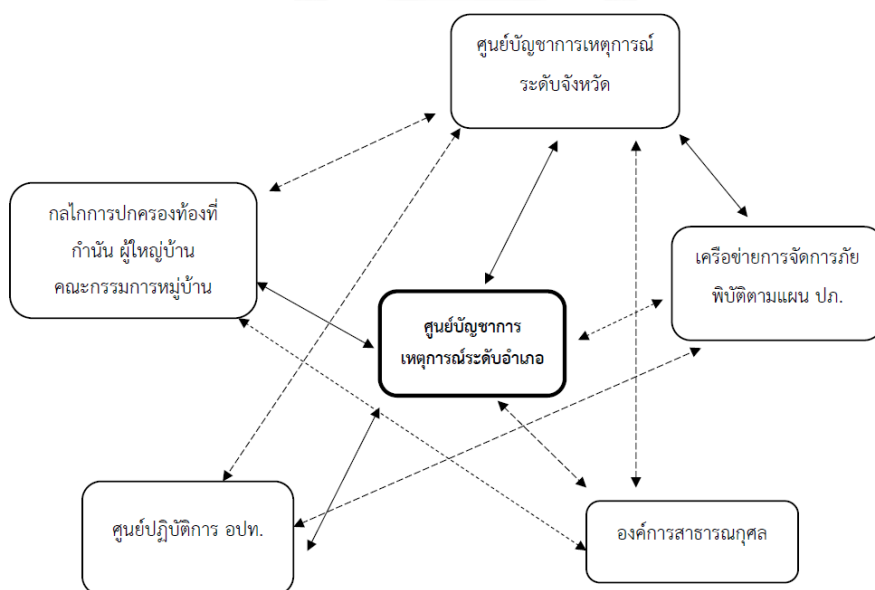 ศูนย์บัญชาการเหตุการณ์
ระดับจังหวัด
กลไกการปกครองท้องที่
กำนัน ผู้ใหญ่บ้าน
คณะกรรมการหมู่บ้าน
เครือข่ายการจัดการภัย
พิบัติตามแผน ปภ.
ศูนย์บัญชาการ
เหตุการณ์ระดับอำเภอ
ศูนย์ปฏิบัติการ อปท.
องค์การสาธารณกุศล